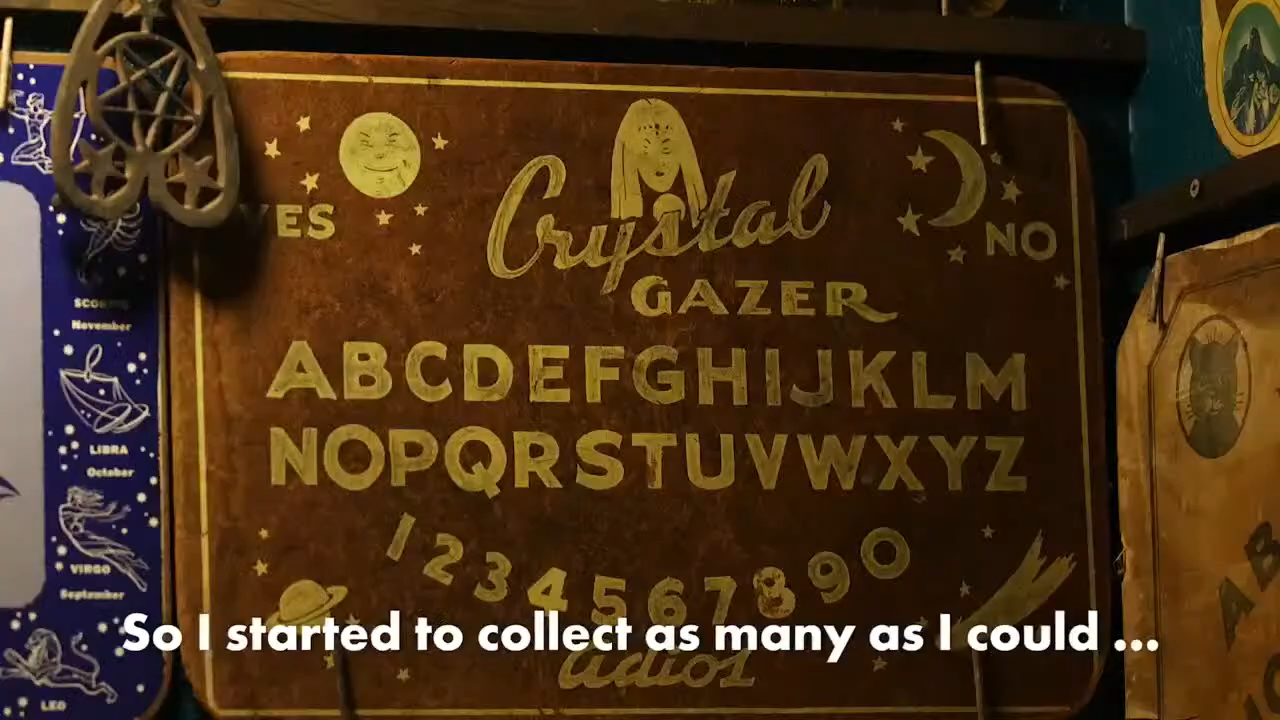 YES
NO
Crystal
GAZER
ABCDEFGHIJKLM
NOPQRSTUVWXYZ
1234567890
adios
SCORPIO
November
LIBRA
October
VIRGO
September
LEO
AB
So I started to collect as many as I could ...